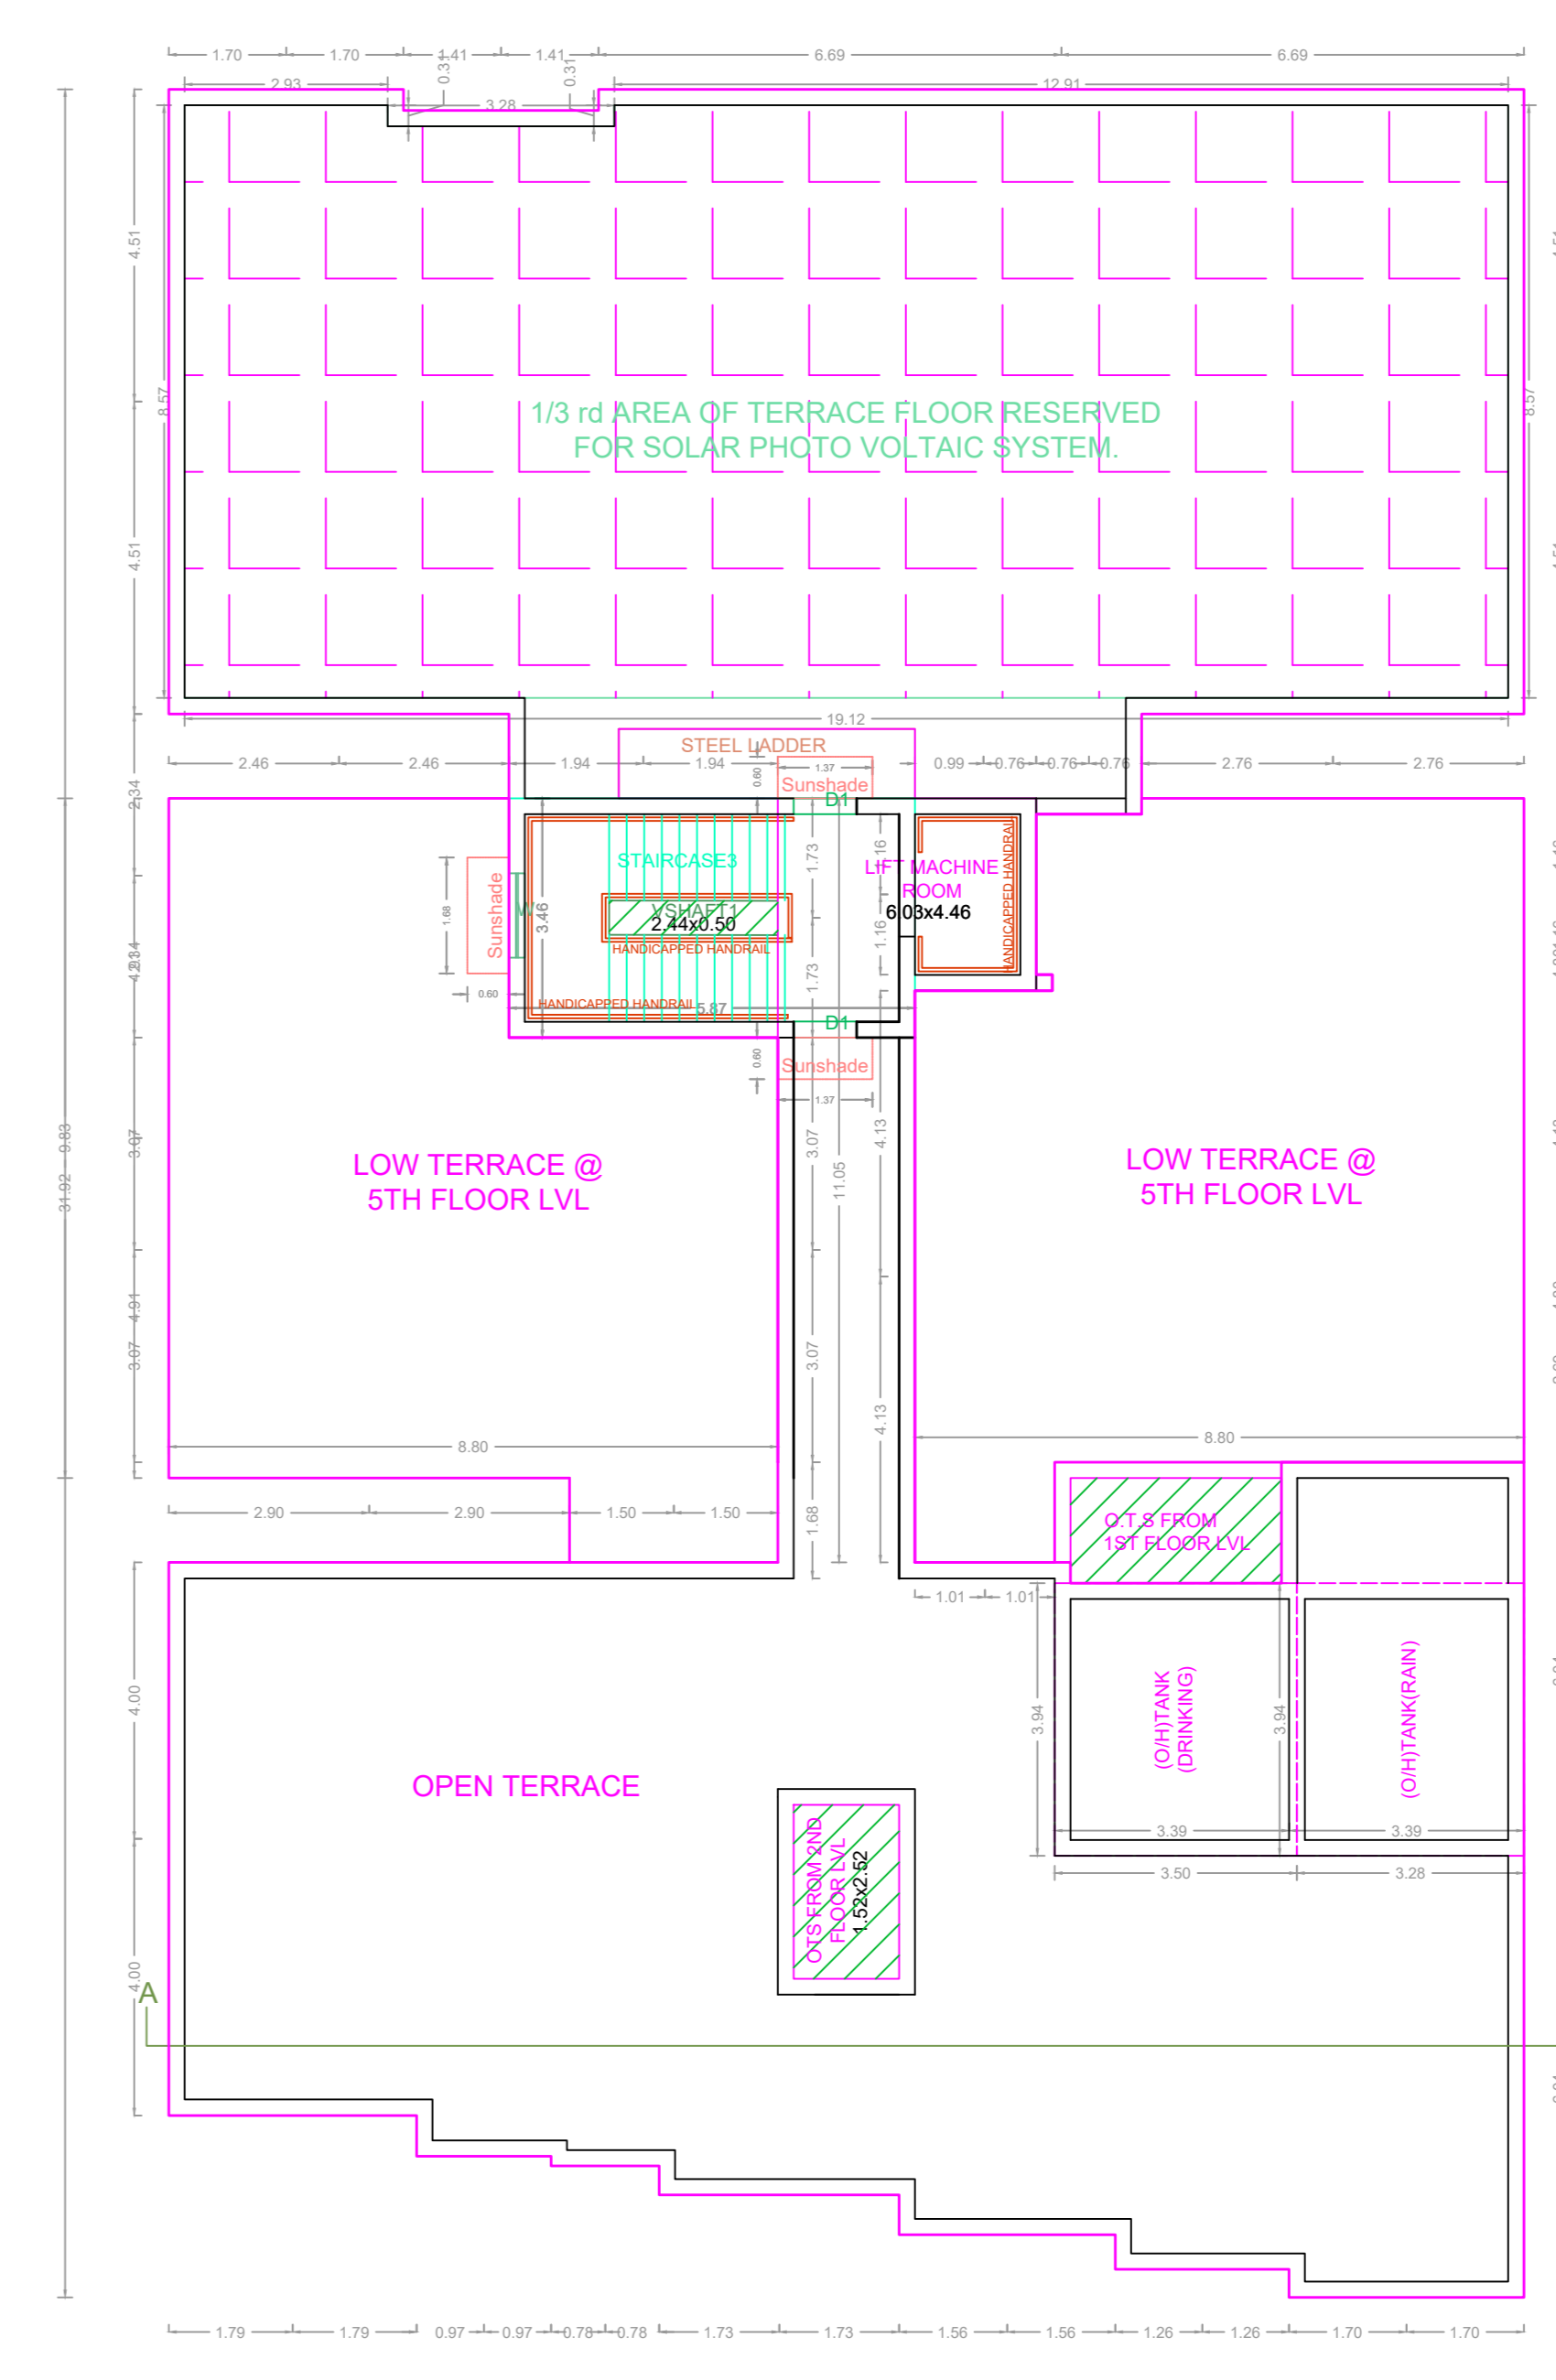 1.70
1.70
1.41
1.41
6.69
6.69
2.93
0.31
0.31
3.28
12.91
4.51
4.51
8.57
8.57
1/3 rd AREA OF TERRACE FLOOR RESERVED
FOR SOLAR PHOTO VOLTAIC SYSTEM.
19.12
STEEL LADDER
2.46
2.46
1.94
1.94
0.60
1.37
0.99
0.76
0.76
0.76
2.76
2.76
Sunshade
D1
2.34
STAIRCASE3
1.73
1.16
LIFT MACHINE
ROOM
6.03x4.46
HANDICAPPED HANDRAIL
1.68
Sunshade
W
3.46
VSHAFT1
2.44x0.50
HANDICAPPED HANDRAIL
1.16
1.73
0.60
HANDICAPPED HANDRAIL
5.87
D1
0.60
Sunshade
1.37
9.83
31.92
3.07
3.07
11.05
4.13
LOW TERRACE @
5TH FLOOR LVL
LOW TERRACE @
5TH FLOOR LVL
4.91
3.07
3.07
4.13
8.80
8.80
2.90
2.90
1.50
1.50
1.68
O.T.S FROM
1ST FLOOR LVL
1.01
1.01
4.00
3.94
(O/H)TANK
(DRINKING)
3.94
(O/H)TANK(RAIN)
OPEN TERRACE
3.39
3.39
3.50
3.28
OTS FROM 2ND
FLOOR LVL
1.52x2.52
4.00
A
1.79
1.79
0.97
0.97
0.78
0.78
1.73
1.73
1.56
1.56
1.26
1.26
1.70
1.70